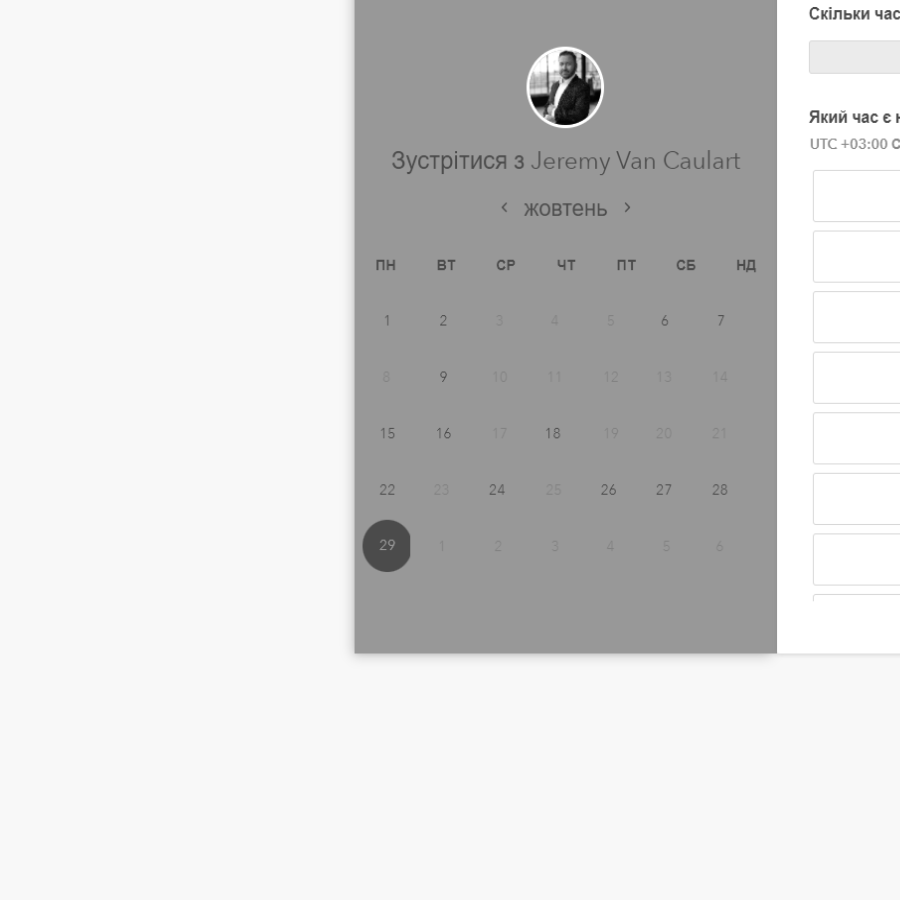 Скільки час
Який час є
UTC +03:00
Зустрітися з Jeremy Van Caulart
‹ жовтень ›
ПН ВТ СР ЧТ ПТ СБ НД
1 2 3 4 5 6 7
8 9 10 11 12 13 14
15 16 17 18 19 20 21
22 23 24 25 26 27 28
29 1 2 3 4 5 6